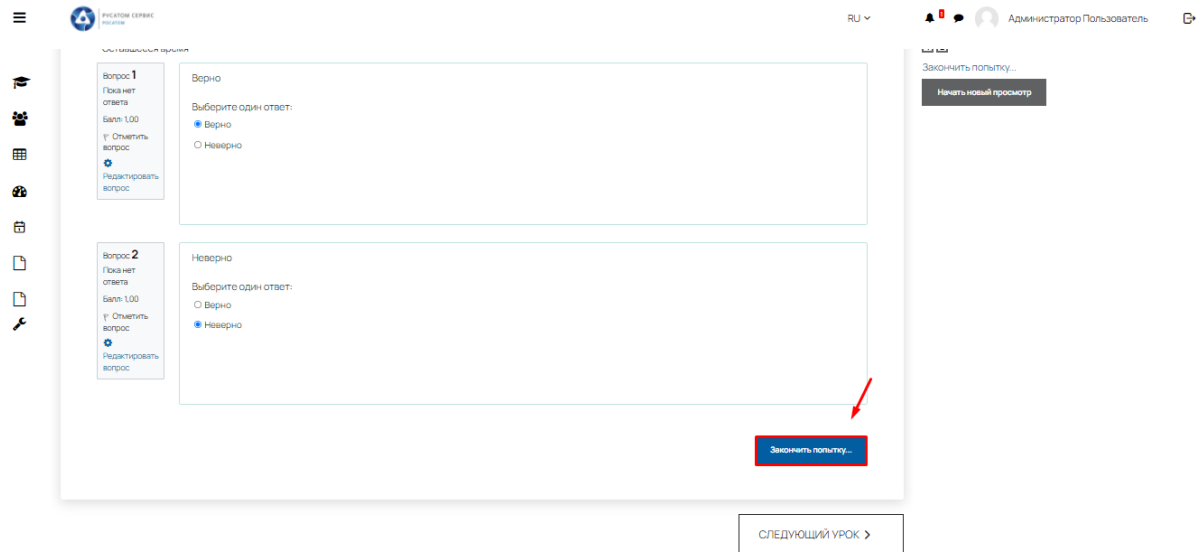 РУСАТОМ СЕРВИС
РОСАТОМ
RU
1
Администратор Пользователь
Оставшееся время
Закончить попытку...
Начать новый просмотр
Вопрос 1
Пока нет
ответа
Балл: 1,00
Отметить
вопрос
Редактировать
вопрос
Верно
Выберите один ответ:
Верно
Неверно
Вопрос 2
Пока нет
ответа
Балл: 1,00
Отметить
вопрос
Редактировать
вопрос
Неверно
Выберите один ответ:
Верно
Неверно
Закончить попытку...
СЛЕДУЮЩИЙ УРОК